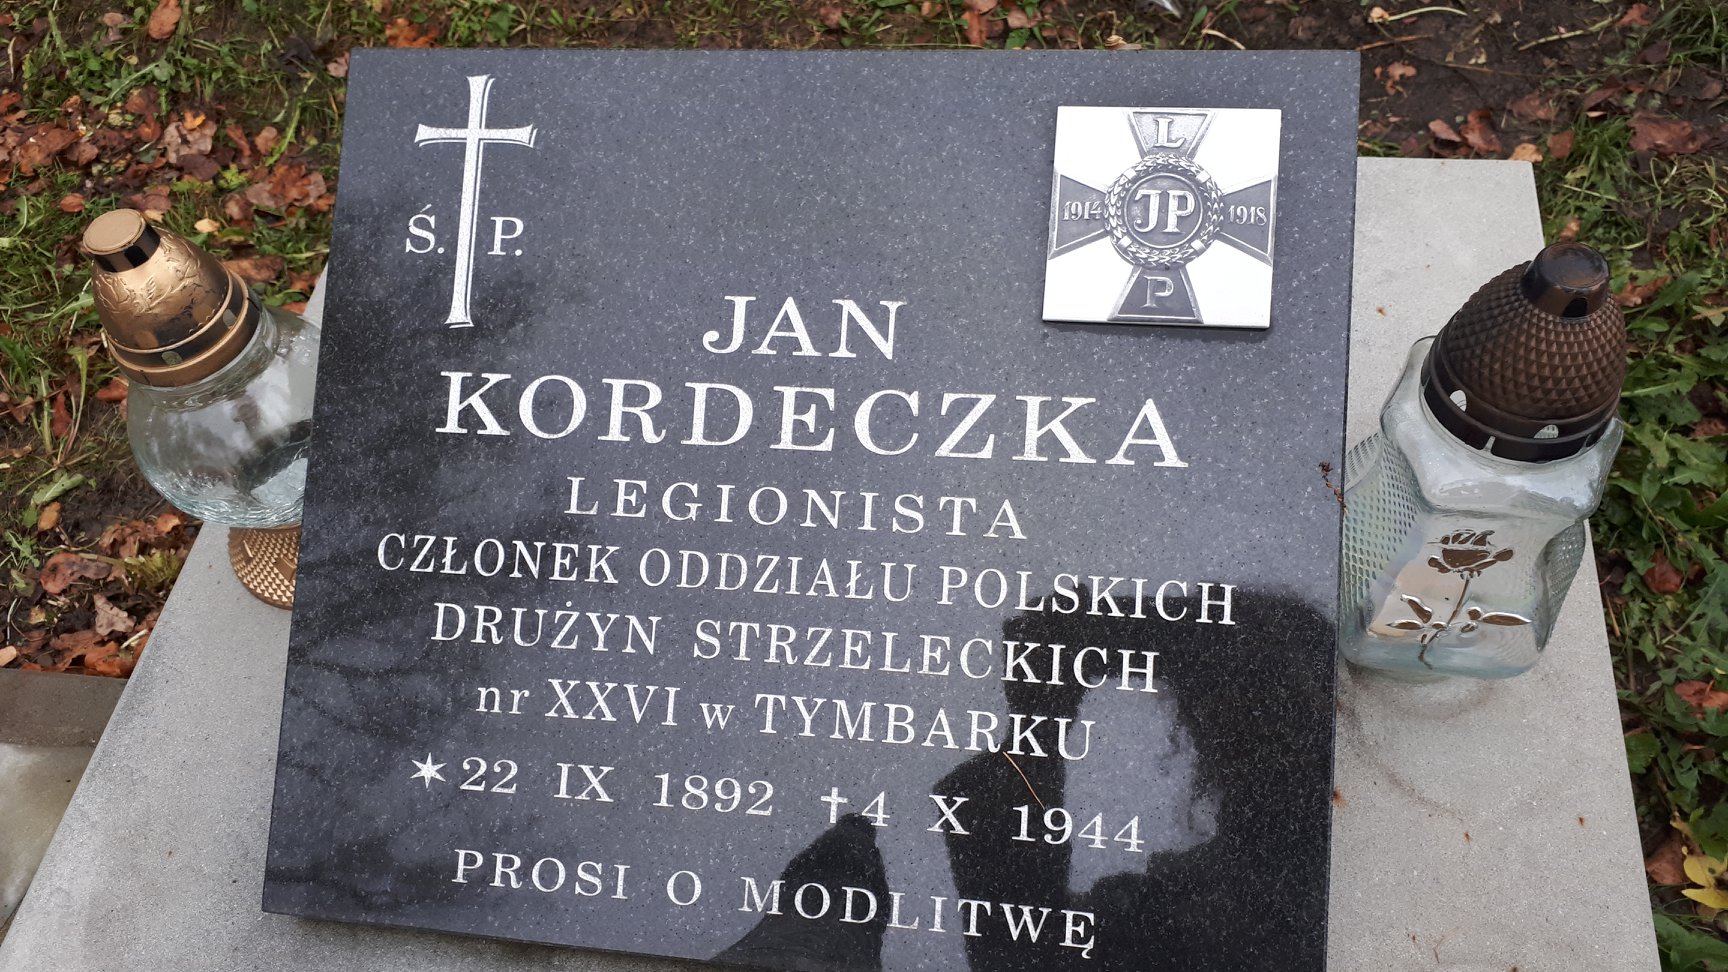 Ś. P.
L
1914 JP 1918
P
JAN
KORDECZKA
LEGIONISTA
CZŁONEK ODDZIAŁU POLSKICH
DRUŻYN STRZELECKICH
nr XXVI w TYMBARKU
✶22 IX 1892 †4 X 1944
PROSI O MODLITWĘ